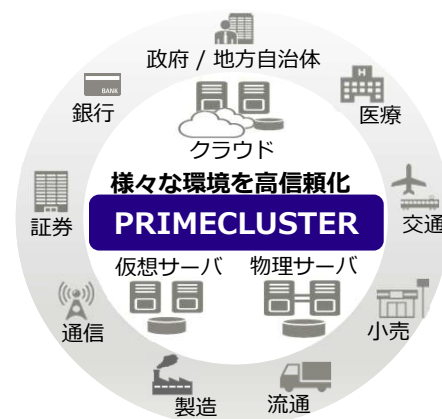 政府 / 地方自治体
銀行
BANK
医療
クラウド
様々な環境を高信頼化
証券
PRIMECLUSTER
交通
仮想サーバ 物理サーバ
通信
小売
製造
流通